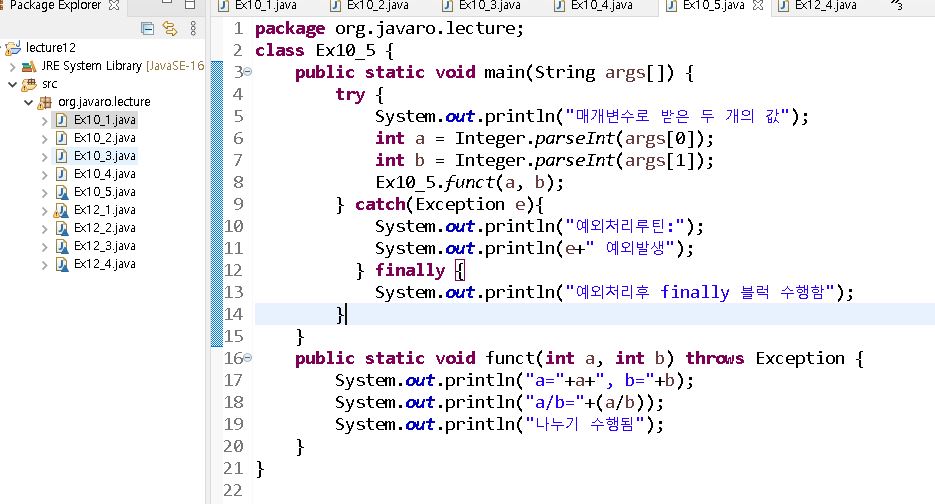 Package Explorer
Ex10_1.java
Ex10_2.java
Ex10_3.java
Ex10_4.java
Ex10_5.java
Ex12_4.java
3
lecture12
JRE System Library [JavaSE-16
src
org.javaro.lecture
Ex10_1.java
Ex10_2.java
Ex10_3.java
Ex10_4.java
Ex10_5.java
Ex12_1.java
Ex12_2.java
Ex12_3.java
Ex12_4.java
1 package org.javaro.lecture;
2 class Ex10_5 {
3 public static void main(String args[]) {
4 try {
5 System.out.println("매개변수로 받은 두 개의 값");
6 int a = Integer.parseInt(args[0]);
7 int b = Integer.parseInt(args[1]);
8 Ex10_5.funct(a, b);
9 } catch(Exception e){
10 System.out.println("예외처리루틴:");
11 System.out.println(e+" 예외발생");
12 } finally {
13 System.out.println("예외처리후 finally 블럭 수행함");
14 }
15 }
16 public static void funct(int a, int b) throws Exception {
17 System.out.println("a="+a+", b="+b);
18 System.out.println("a/b="+(a/b));
19 System.out.println("나누기 수행됨");
20 }
21 }
22